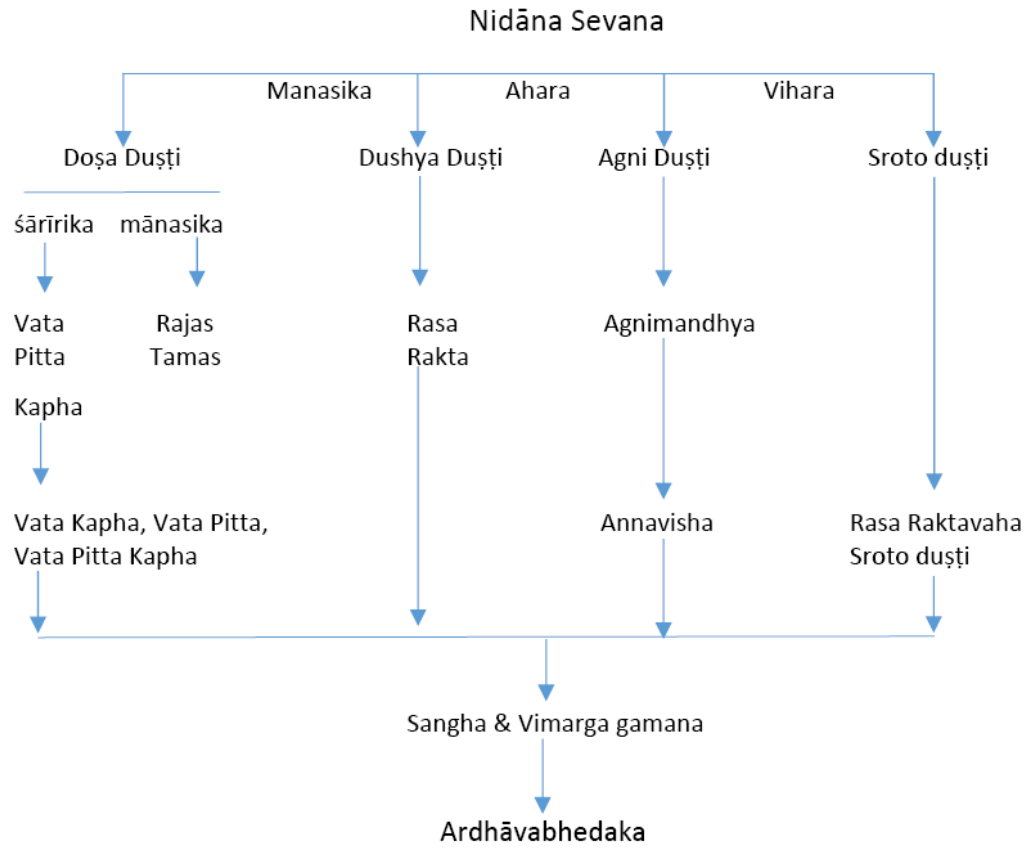 Nidāna Sevana
Manasika Ahara Vihara
Doṣa Duṣṭi Dushya Duṣṭi Agni Duṣṭi Sroto duṣṭi
śārīrika mānasika
Vata Rajas Rasa Agnimandhya
Pitta Tamas Rakta
Kapha
Vata Kapha, Vata Pitta, Annavisha Rasa Raktavaha
Vata Pitta Kapha Sroto duṣṭi
Sangha & Vimarga gamana
Ardhāvabhedaka